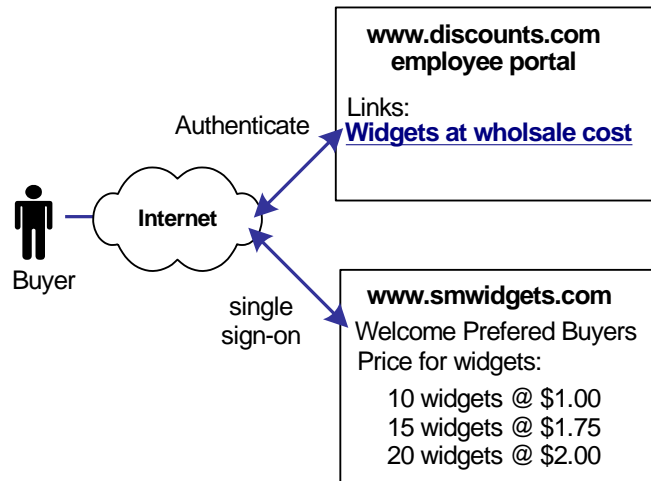 www.discounts.com
employee portal
Links:
Widgets at wholsale cost
Authenticate
Internet
Buyer
single
sign-on
www.smwidgets.com
Welcome Prefered Buyers
Price for widgets:
10 widgets @ $1.00
15 widgets @ $1.75
20 widgets @ $2.00